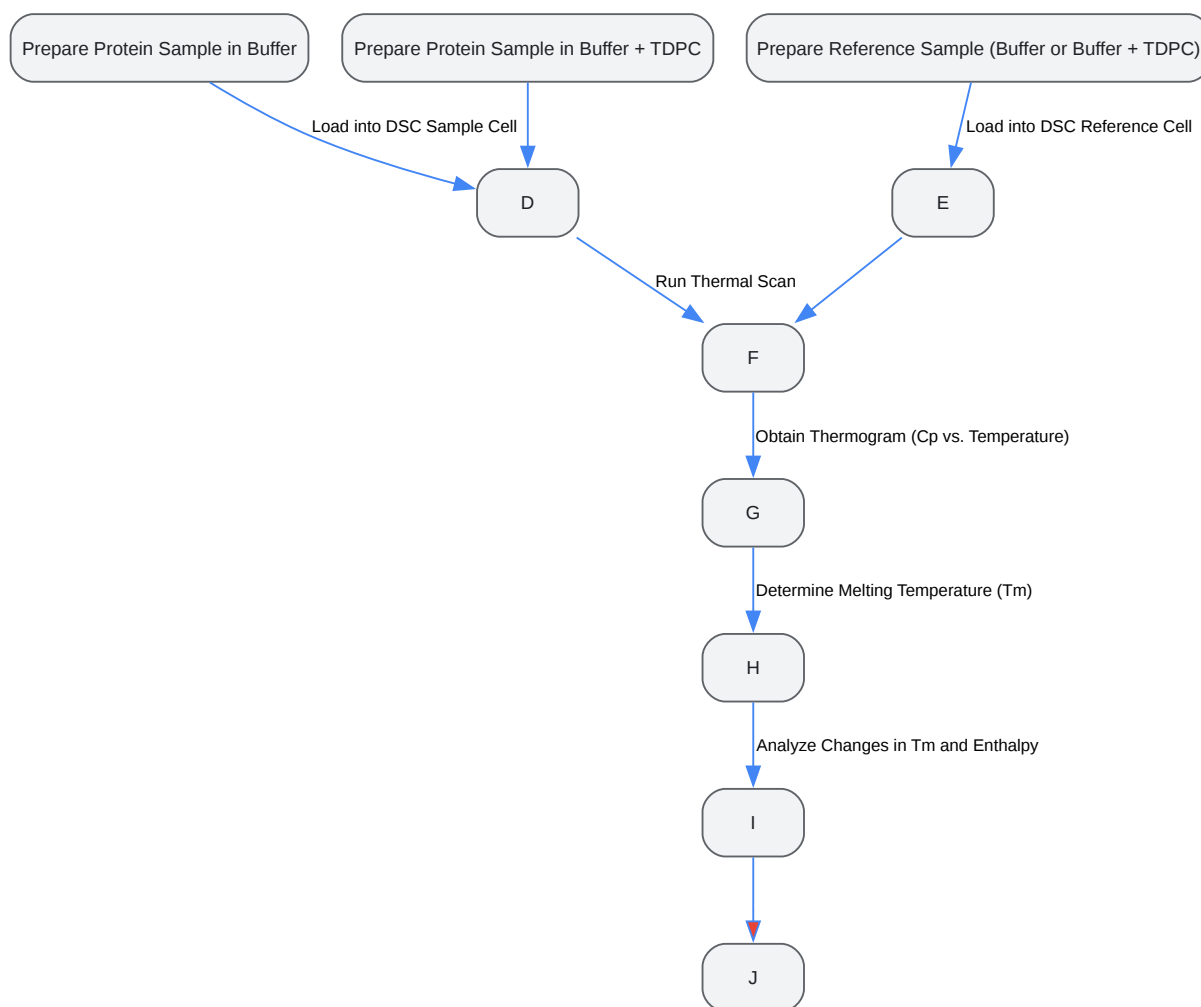 Prepare Protein Sample in Buffer
Prepare Protein Sample in Buffer + TDPC
Prepare Reference Sample (Buffer or Buffer + TDPC)
Load into DSC Sample Cell
Load into DSC Reference Cell
D
E
Run Thermal Scan
F
Obtain Thermogram (Cp vs. Temperature)
G
Determine Melting Temperature (Tm)
H
Analyze Changes in Tm and Enthalpy
I
J